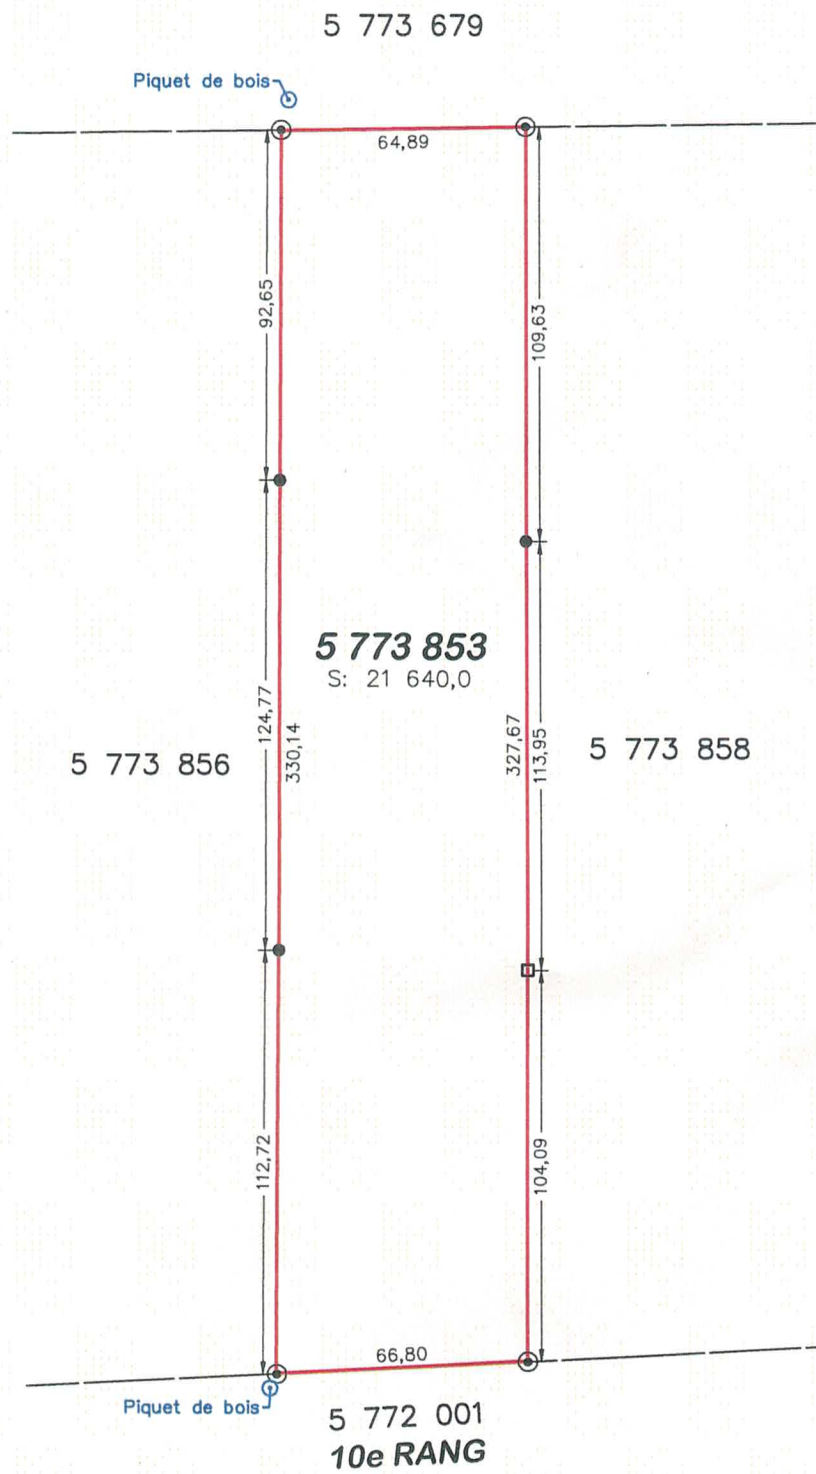 5 773 679
Piquet de bois
64,89
92,65
109,63
5 773 853
S: 21 640,0
124,77
330,14
327,67
113,95
5 773 856
5 773 858
112,72
104,09
66,80
Piquet de bois
5 772 001
10e RANG